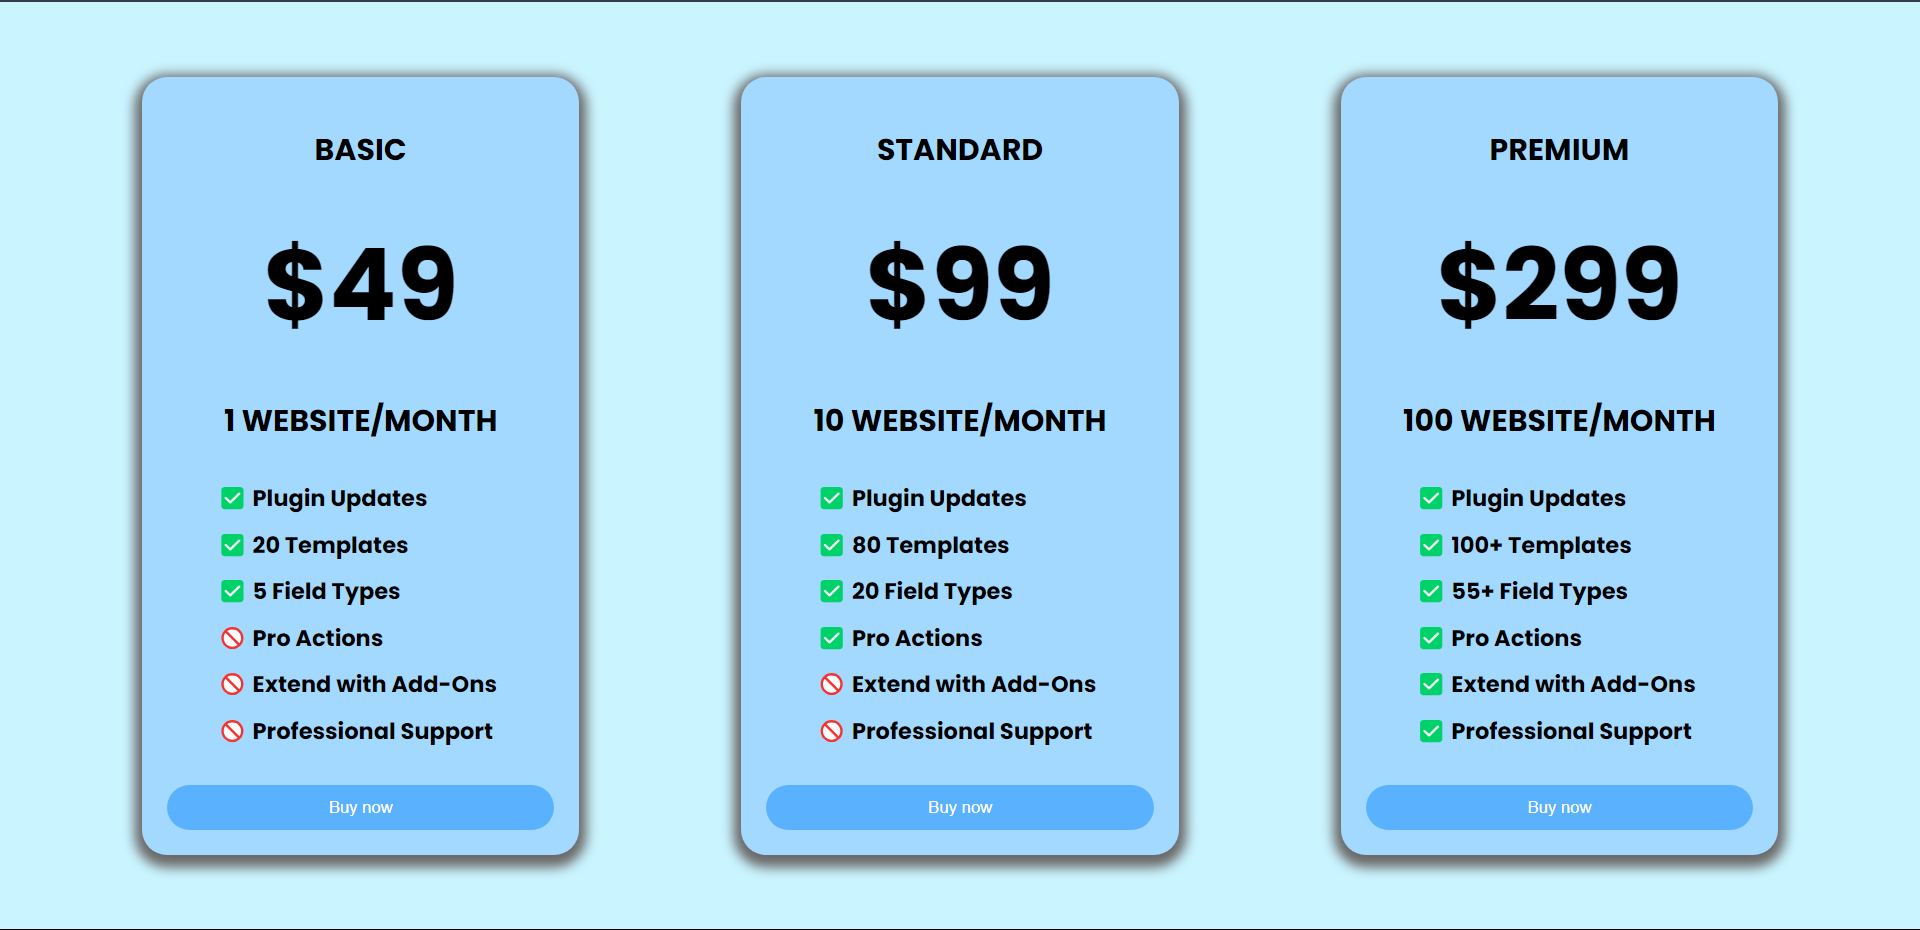 BASIC
$49
1 WEBSITE/MONTH
Plugin Updates
20 Templates
5 Field Types
Pro Actions
Extend with Add-Ons
Professional Support
Buy now
STANDARD
$99
10 WEBSITE/MONTH
Plugin Updates
80 Templates
20 Field Types
Pro Actions
Extend with Add-Ons
Professional Support
Buy now
PREMIUM
$299
100 WEBSITE/MONTH
Plugin Updates
100+ Templates
55+ Field Types
Pro Actions
Extend with Add-Ons
Professional Support
Buy now